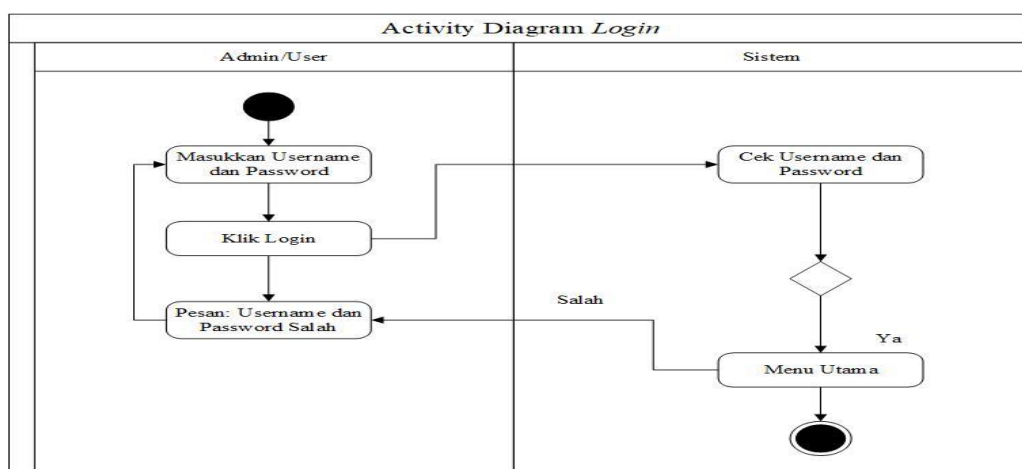 Activity Diagram Login
Admin/User
Sistem
Masukkan Username
dan Password
Cek Username dan
Password
Klik Login
Pesan: Username dan
Password Salah
Salah
Ya
Menu Utama